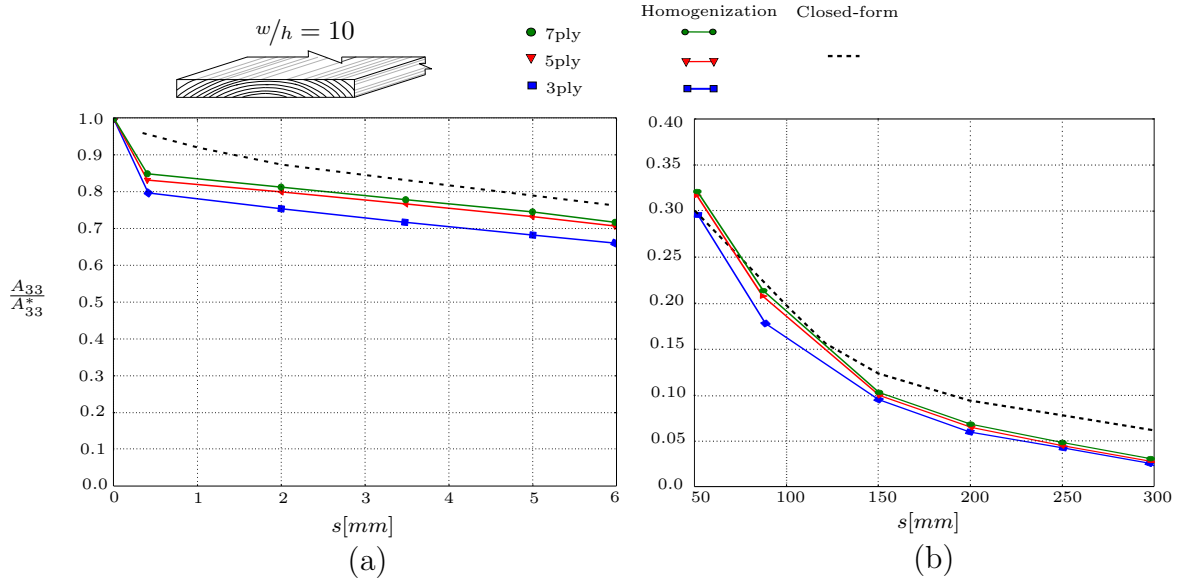 w/h = 10
7ply
5ply
3ply
Homogenization Closed-form
A33
A*33
1.0
0.9
0.8
0.7
0.6
0.5
0.4
0.3
0.2
0.1
0.0
0 1 2 3 4 5 6
s[mm]
(a)
0.40
0.35
0.30
0.25
0.20
0.15
0.10
0.05
0.0
50 100 150 200 250 300
s[mm]
(b)